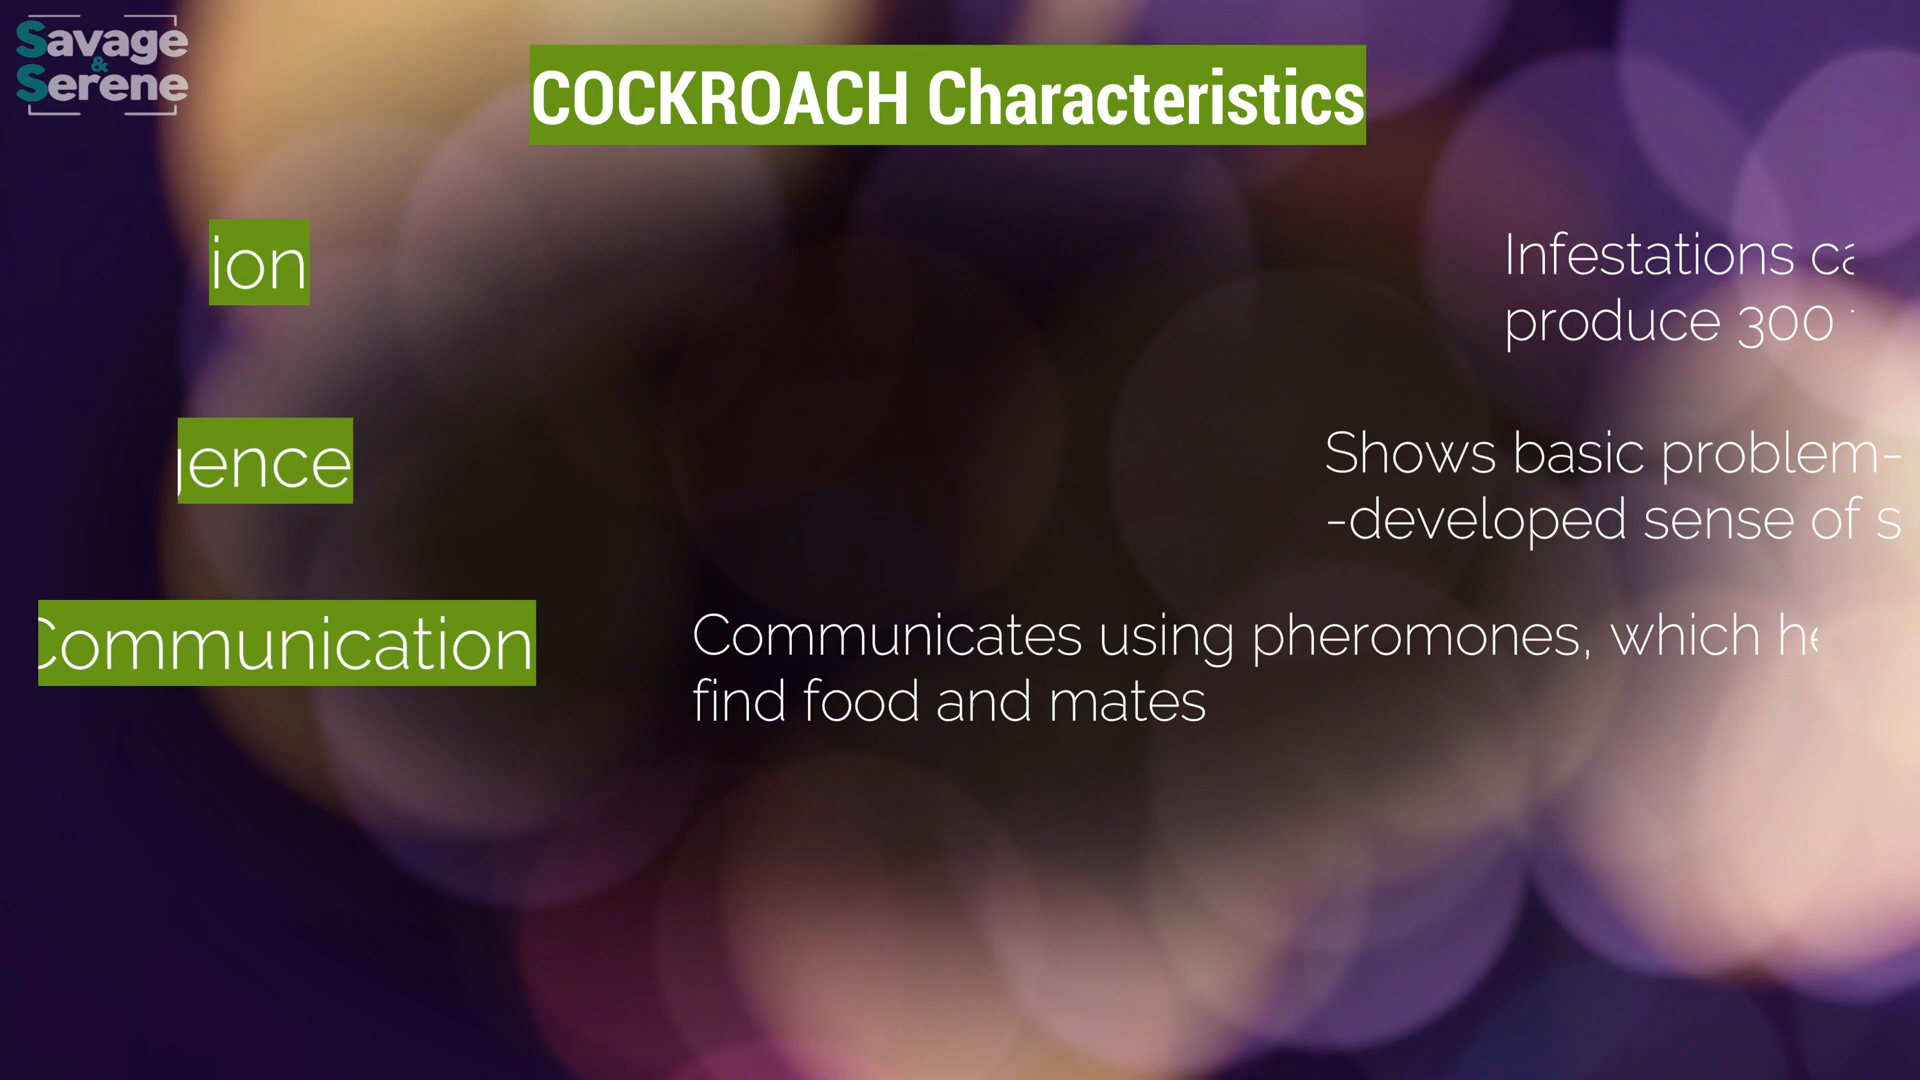 Savage
&
Serene
COCKROACH Characteristics
ion
Infestations
produce 300
ence
Shows basic problem-
-developed sense of s
Communication
Communicates using pheromones, which
find food and mates